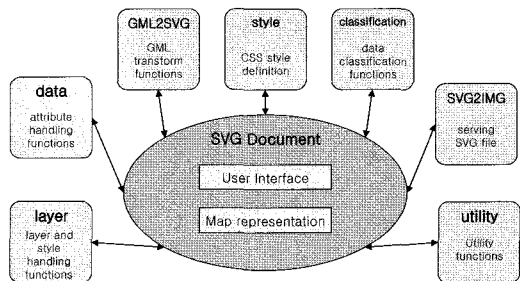 GML2SVG
GML
transform
functions
style
CSS style
definition
classification
data
classification
functions
data
attribute
handling
functions
SVG2IMG
serving
SVG file
SVG Document
User Interface
Map representation
layer
layer and
style
handling
functions
utility
Utility
functions